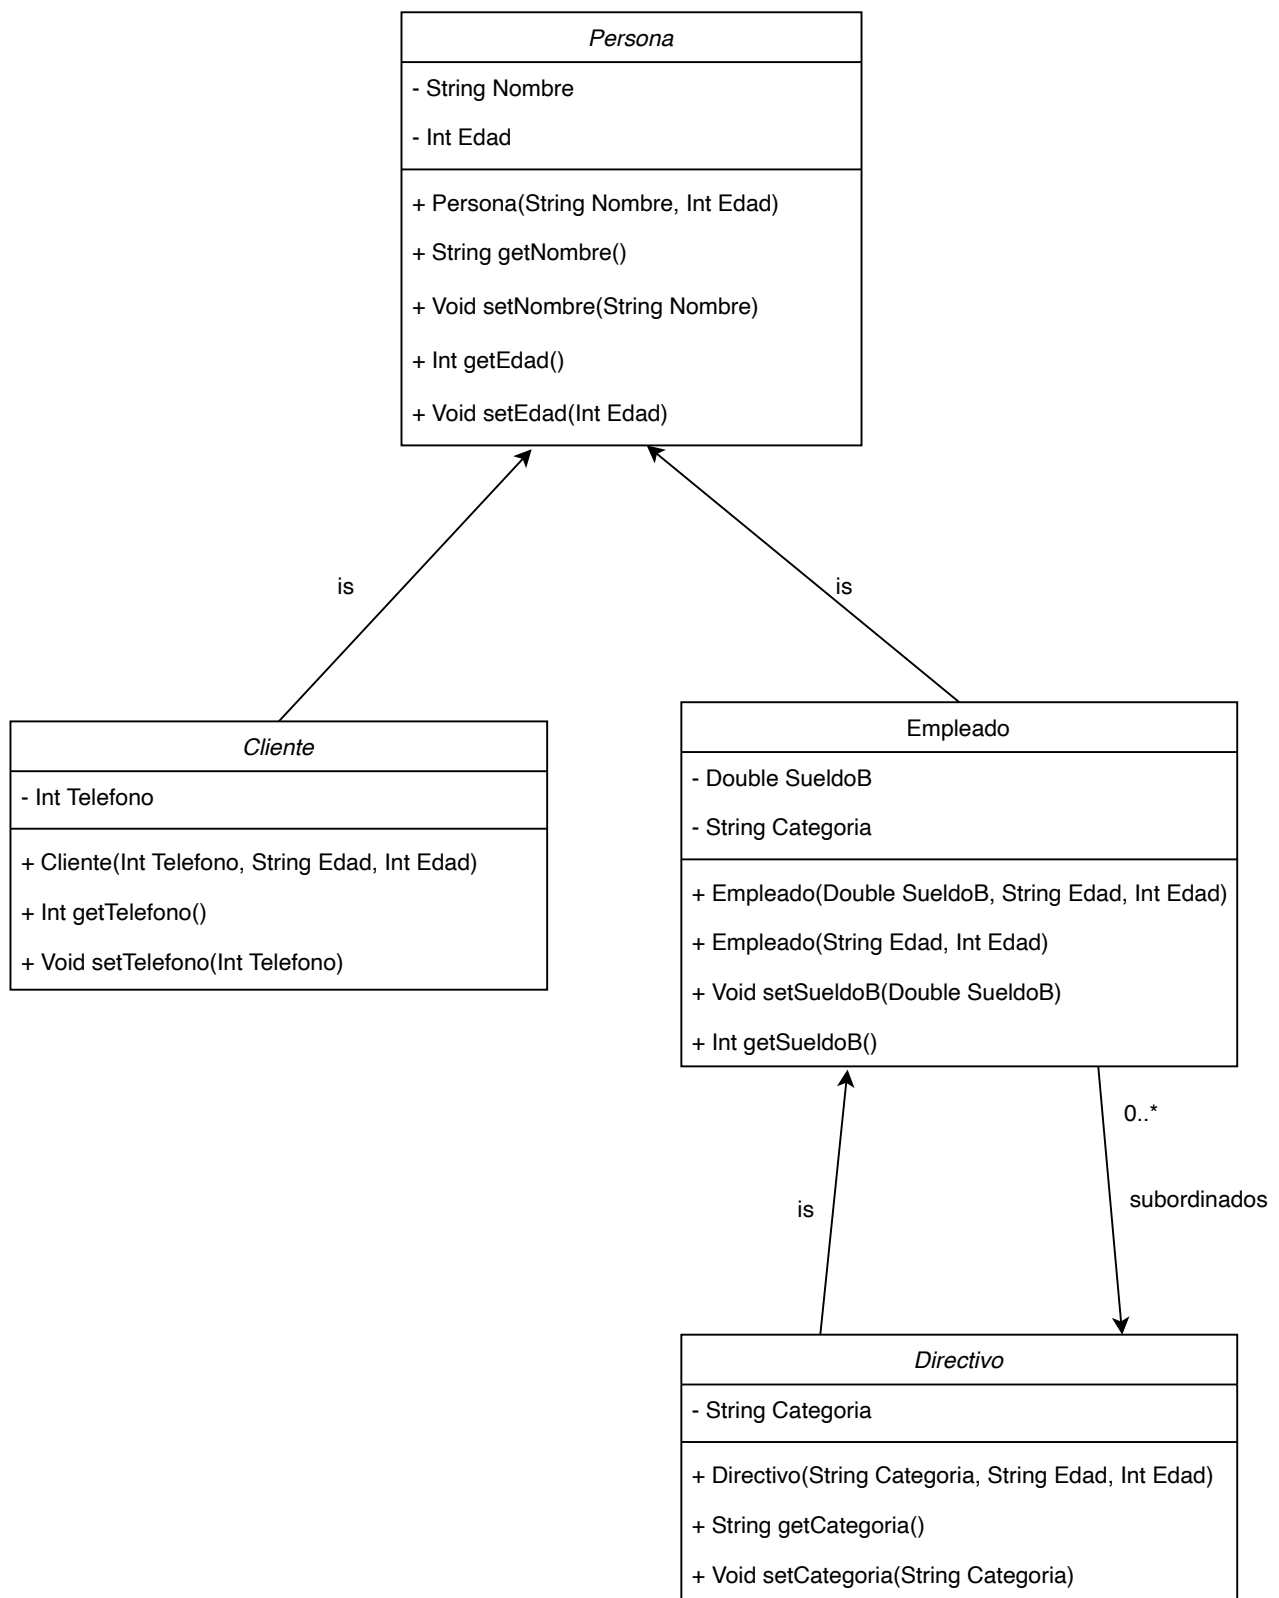 Persona
- String Nombre
- Int Edad
+ Persona(String Nombre, Int Edad)
+ String getNombre()
+ Void setNombre(String Nombre)
+ Int getEdad()
+ Void setEdad(Int Edad)
is
is
Cliente
- Int Telefono
+ Cliente(Int Telefono, String Edad, Int Edad)
+ Int getTelefono()
+ Void setTelefono(Int Telefono)
Empleado
- Double SueldoB
- String Categoria
+ Empleado(Double SueldoB, String Edad, Int Edad)
+ Empleado(String Edad, Int Edad)
+ Void setSueldoB(Double SueldoB)
+ Int getSueldoB()
0..*
subordinados
is
Directivo
- String Categoria
+ Directivo(String Categoria, String Edad, Int Edad)
+ String getCategoria()
+ Void setCategoria(String Categoria)